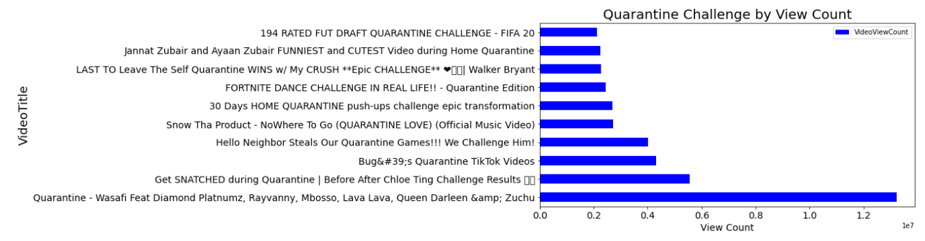 Quarantine Challenge by View Count
194 RATED FUT DRAFT QUARANTINE CHALLENGE - FIFA 20
VideoViewCount
Jannat Zubair and Ayaan Zubair FUNNIEST and CUTEST Video during Home Quarantine
LAST TO Leave The Self Quarantine WINS w/ My CRUSH **Epic CHALLENGE** ❤▯▯| Walker Bryant
FORTNITE DANCE CHALLENGE IN REAL LIFE!! - Quarantine Edition
30 Days HOME QUARANTINE push-ups challenge epic transformation
Snow Tha Product - NoWhere To Go (QUARANTINE LOVE) (Official Music Video)
Hello Neighbor Steals Our Quarantine Games!!! We Challenge Him!
Bug&#39;s Quarantine TikTok Videos
Get SNATCHED during Quarantine | Before After Chloe Ting Challenge Results ▯▯
Quarantine - Wasafi Feat Diamond Platnumz, Rayvanny, Mbosso, Lava Lava, Queen Darleen &amp; Zuchu
VideoTitle
0.0 0.2 0.4 0.6 0.8 1.0 1.2
1e7
View Count